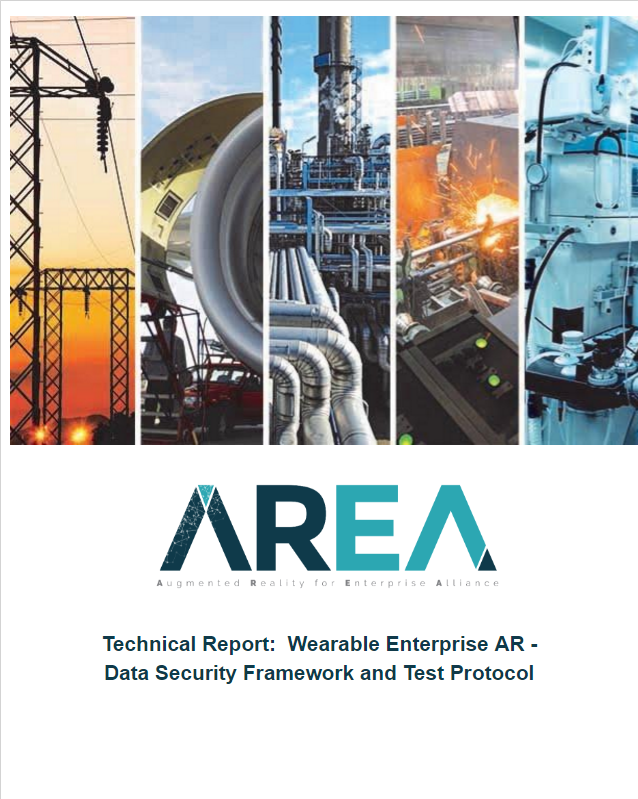 AREA
Augmented Reality for Enterprise Alliance
Technical Report:  Wearable Enterprise AR -
Data Security Framework and Test Protocol